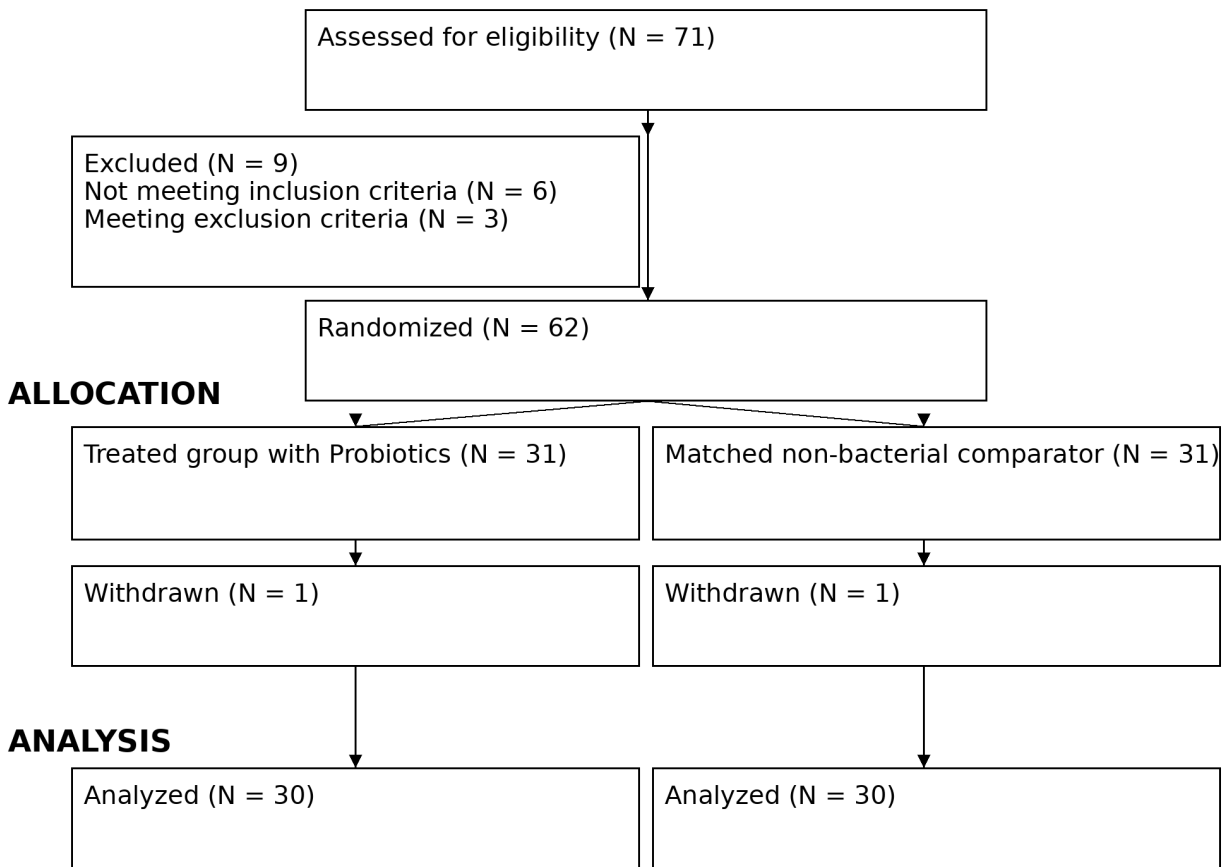 Assessed for eligibility (N = 71)
Excluded (N = 9)
Not meeting inclusion criteria (N = 6)
Meeting exclusion criteria (N = 3)
Randomized (N = 62)
ALLOCATION
Treated group with Probiotics (N = 31)
Matched non-bacterial comparator (N = 31)
Withdrawn (N = 1)
Withdrawn (N = 1)
ANALYSIS
Analyzed (N = 30)
Analyzed (N = 30)